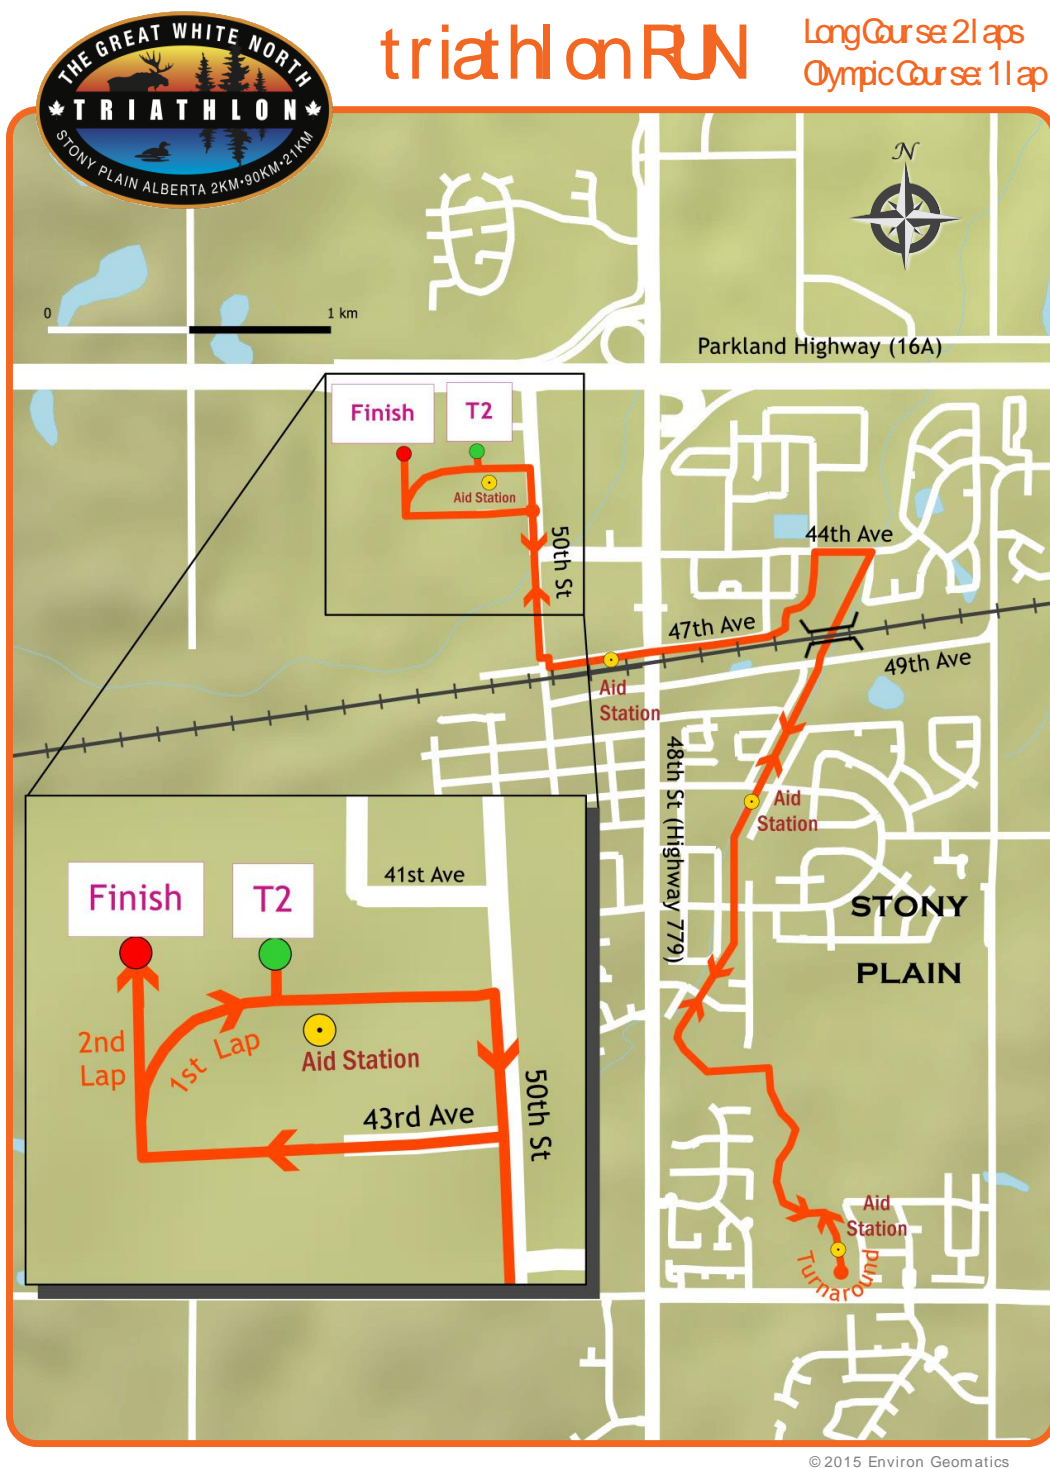 THE GREAT WHITE NORTH
TRIATHLON
STONY PLAIN ALBERTA 2KM•90KM•21KM
triathlon RUN
Long Course: 2 laps
Olympic Course: 1 lap
N
0
1 km
Parkland Highway (16A)
Finish
T2
Aid Station
50th St
44th Ave
47th Ave
49th Ave
Aid
Station
48th St (Highway 779)
Aid
Station
STONY
PLAIN
41st Ave
Finish
T2
2nd
Lap
1st Lap
Aid Station
43rd Ave
50th St
Aid
Station
Turnaround
©2015 Environ Geomatics